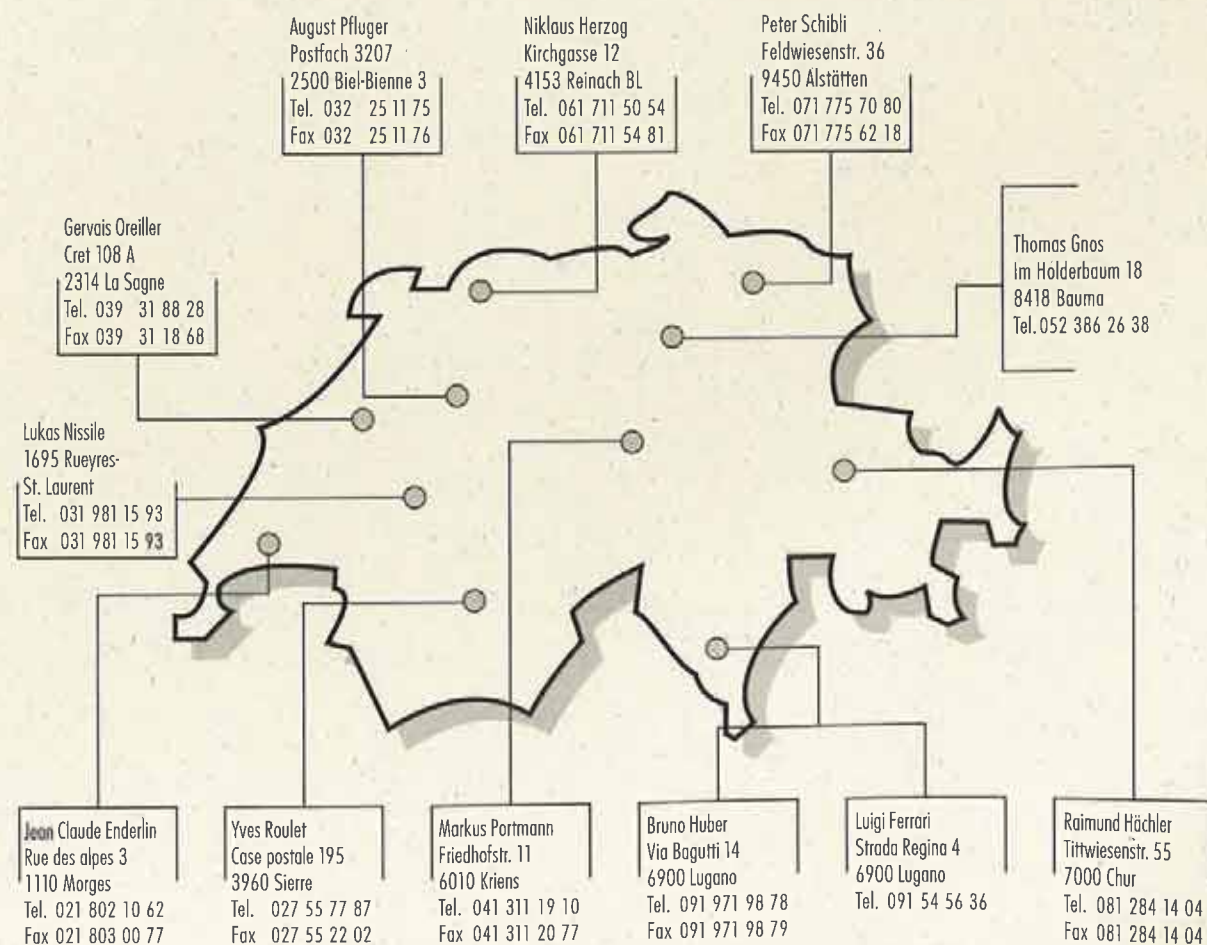 August Pfluger
Postfach 3207
2500 Biel-Bienne 3
Tel. 032 25 11 75
Fax 032 25 11 76
Niklaus Herzog
Kirchgasse 12
4153 Reinach BL
Tel. 061 711 50 54
Fax 061 711 54 81
Peter Schibli
Feldwiesenstr. 36
9450 Alstätten
Tel. 071 775 70 80
Fax 071 775 62 18
Gervais Oreiller
Cret 108 A
2314 La Sagne
Tel. 039 31 88 28
Fax 039 31 18 68
Thomas Gnos
Im Hölderbaum 18
8418 Bauma
Tel. 052 386 26 38
Lukas Nissile
1695 Rueyres-
St. Laurent
Tel. 031 981 15 93
Fax 031 981 15 93
Jean Claude Enderlin
Rue des alpes 3
1110 Morges
Tel. 021 802 10 62
Fax 021 803 00 77
Yves Roulet
Case postale 195
3960 Sierre
Tel. 027 55 77 87
Fax 027 55 22 02
Markus Portmann
Friedhofstr. 11
6010 Kriens
Tel. 041 311 19 10
Fax 041 311 20 77
Bruno Huber
Via Bagutti 14
6900 Lugano
Tel. 091 971 98 78
Fax 091 971 98 79
Luigi Ferrari
Strada Regina 4
6900 Lugano
Tel. 091 54 56 36
Raimund Hächler
Tittwiesenstr. 55
7000 Chur
Tel. 081 284 14 04
Fax 081 284 14 04